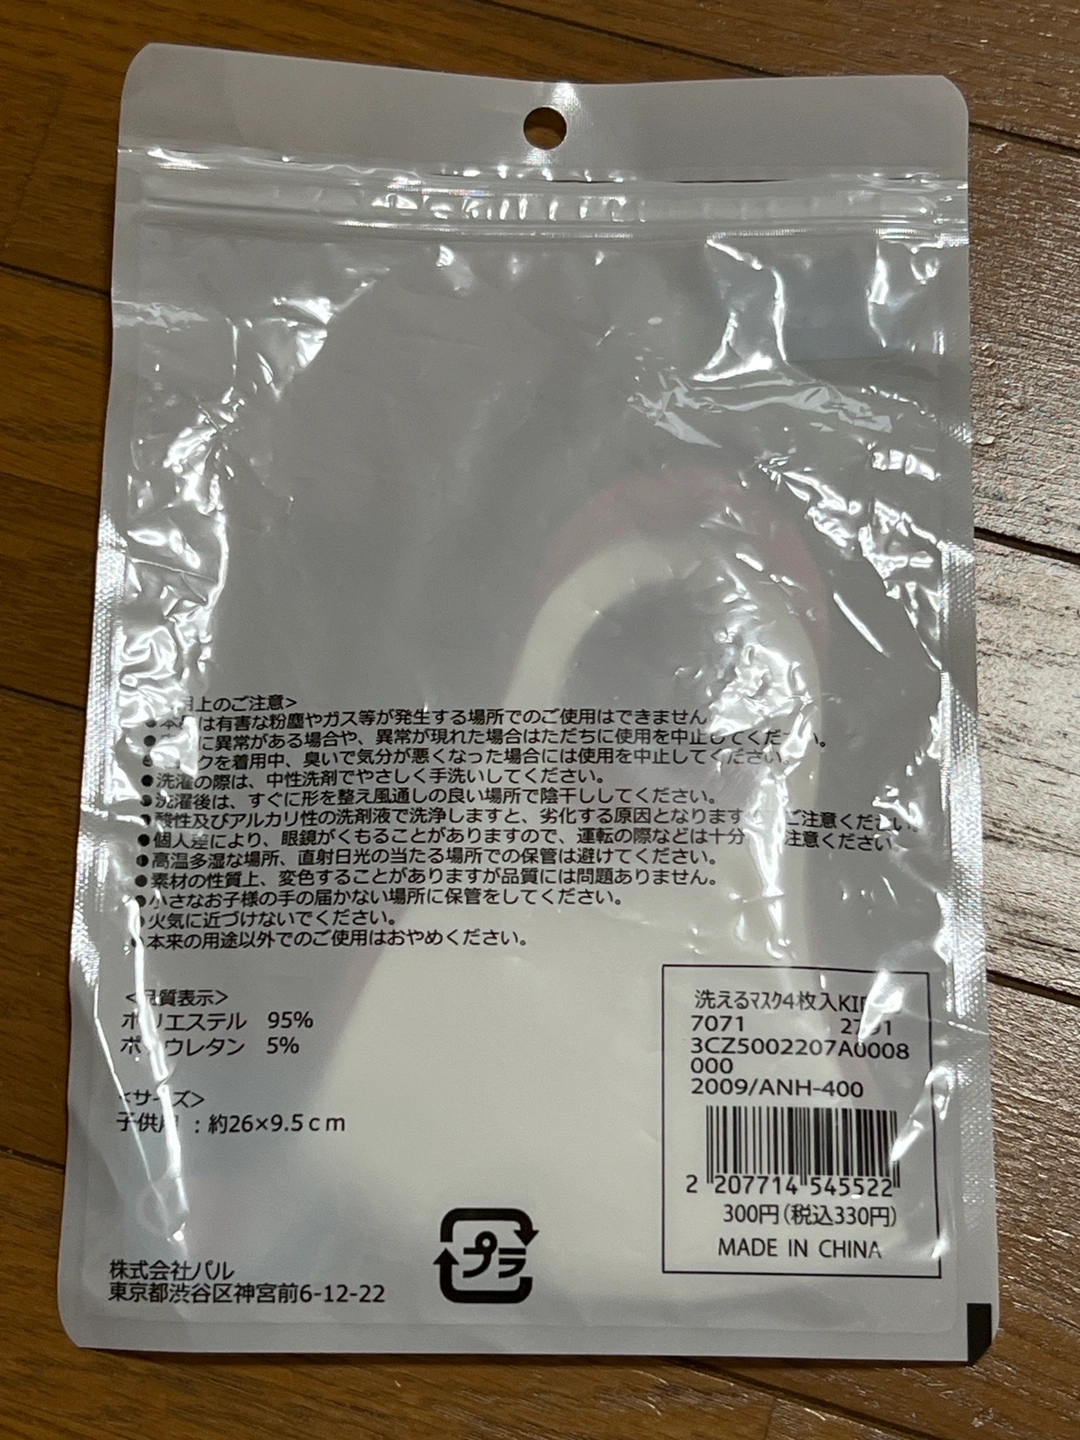 用上のご注意>
●本品は有害な粉塵やガス等が発生する場所でのご使用はできません
に異常がある場合や、異常が現れた場合はただちに使用を中止してください。
クを着用中、臭いで気分が悪くなった場合には使用を中止してください。
●洗濯の際は、中性洗剤でやさしく手洗いしてください。
●洗濯後は、すぐに形を整え風通しの良い場所で陰干ししてください。
●酸性及びアルカリ性の洗剤液で洗浄しますと、劣化する原因となります ご注意ください。
●個人差により、眼鏡がくもることがありますので、運転の際などは十分 注意ください
●高温多湿な場所、直射日光の当たる場所での保管は避けてください。
●素材の性質上、変色することがありますが品質には問題ありません。
●小さなお子様の手の届かない場所に保管をしてください。
●火気に近づけないでください。
●本来の用途以外でのご使用はおやめください。
<品質表示>
ポリエステル 95%
ポリウレタン 5%
<サイズ>
子供用 : 約26×9.5cm
株式会社パル
東京都渋谷区神宮前6-12-22
プラ
洗えるマスク4枚入KID
7071
3CZ5002207A0008
000
2009/ANH-400
2 207714 545522
300円(税込330円)
MADE IN CHINA